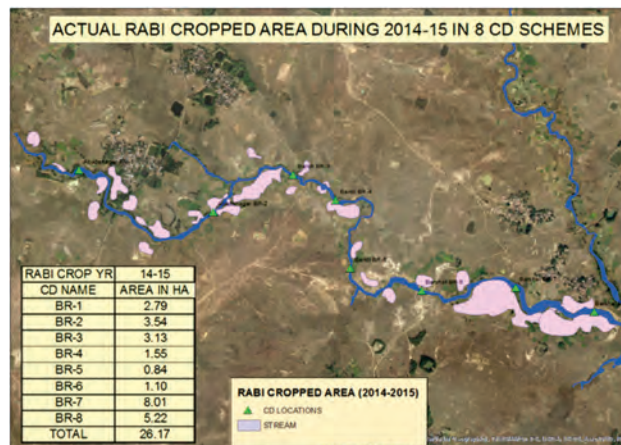 ACTUAL RABI CROPPED AREA DURING 2014-15 IN 8 CD SCHEMES
RABI CROP YR 14-15
CD NAME AREA IN HA
BR-1 2.79
BR-2 3.54
BR-3 3.13
BR-4 1.55
BR-5 0.84
BR-6 1.10
BR-7 8.01
BR-8 5.22
TOTAL 26.17
RABI CROPPED AREA (2014-2015)
CD LOCATIONS
STREAM